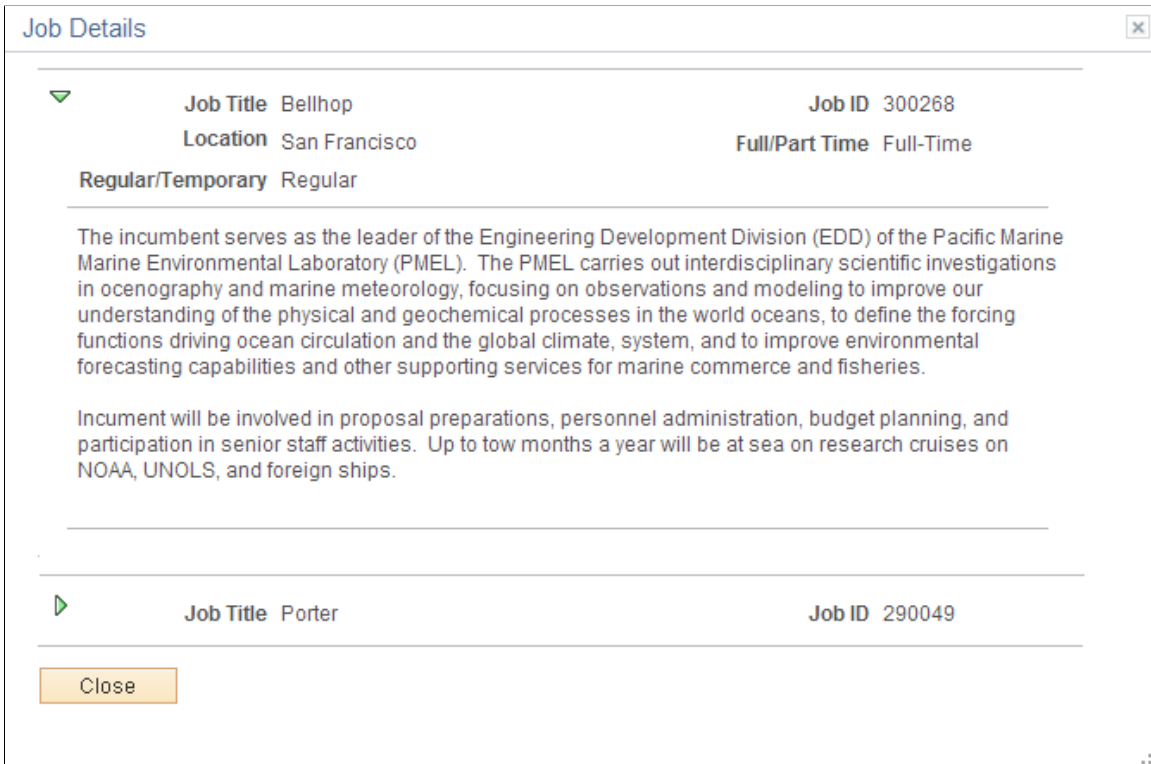 Job Details
Job Title Bellhop Job ID 300268
Location San Francisco Full/Part Time Full-Time
Regular/Temporary Regular
The incumbent serves as the leader of the Engineering Development Division (EDD) of the Pacific Marine
Marine Environmental Laboratory (PMEL).  The PMEL carries out interdisciplinary scientific investigations
in ocenography and marine meteorology, focusing on observations and modeling to improve our
understanding of the physical and geochemical processes in the world oceans, to define the forcing
functions driving ocean circulation and the global climate, system, and to improve environmental
forecasting capabilities and other supporting services for marine commerce and fisheries.
Incument will be involved in proposal preparations, personnel administration, budget planning, and
participation in senior staff activities.  Up to tow months a year will be at sea on research cruises on
NOAA, UNOLS, and foreign ships.
Job Title Porter Job ID 290049
Close